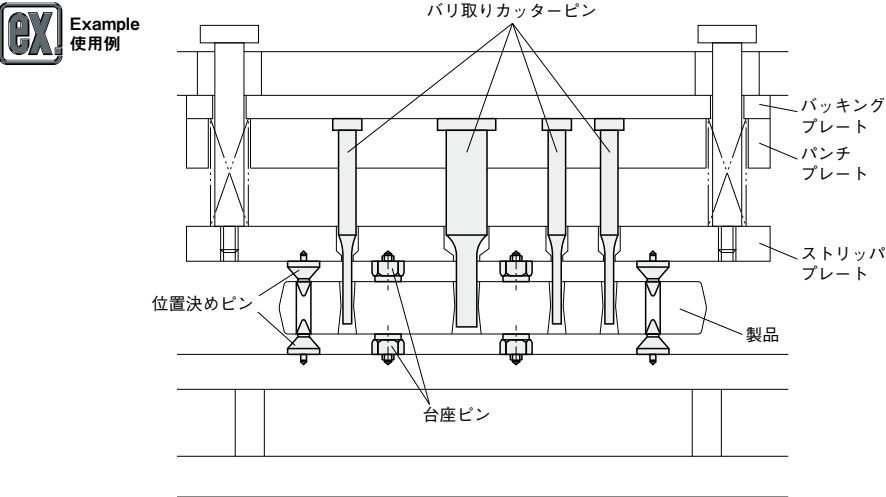 ex.
Example
使用例
バリ取りカッターピン
バッキング
プレート
パンチ
プレート
ストリッパ
プレート
位置決めピン
製品
台座ピン